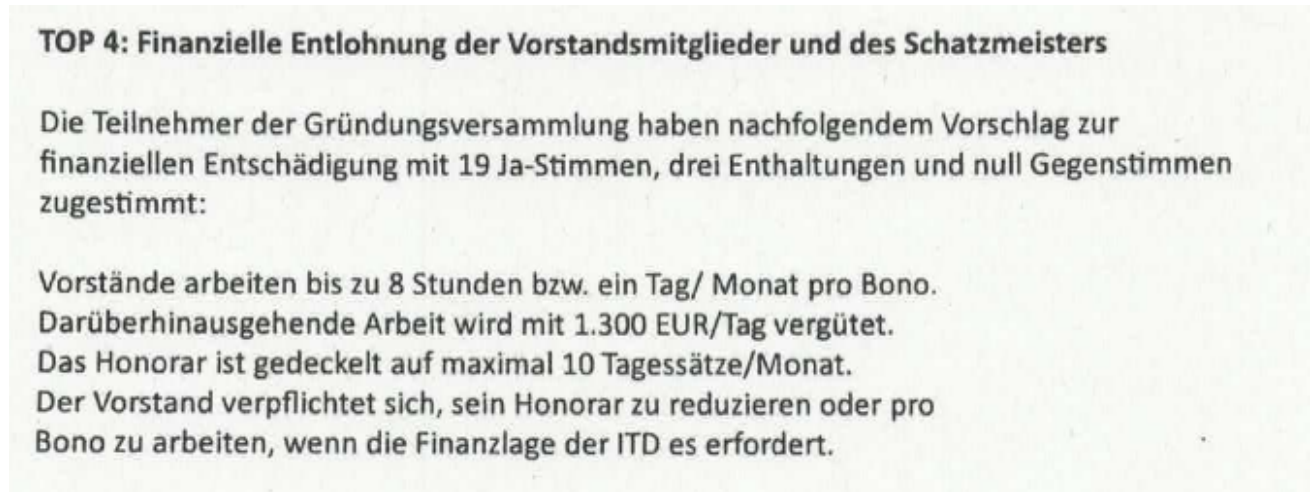 TOP 4: Finanzielle Entlohnung der Vorstandsmitglieder und des Schatzmeisters
Die Teilnehmer der Gründungsversammlung haben nachfolgendem Vorschlag zur
finanziellen Entschädigung mit 19 Ja-Stimmen, drei Enthaltungen und null Gegenstimmen
zugestimmt:
Vorstände arbeiten bis zu 8 Stunden bzw. ein Tag/ Monat pro Bono.
Darüberhinausgehende Arbeit wird mit 1.300 EUR/Tag vergütet.
Das Honorar ist gedeckelt auf maximal 10 Tagessätze/Monat.
Der Vorstand verpflichtet sich, sein Honorar zu reduzieren oder pro
Bono zu arbeiten, wenn die Finanzlage der ITD es erfordert.